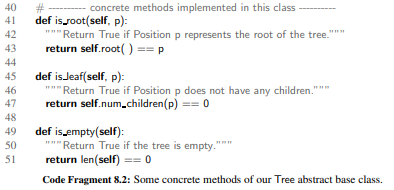 40 # ---------- concrete methods implemented in this class ----------
41 def is_root(self, p):
42 """Return True if Position p represents the root of the tree."""
43 return self.root( ) == p
44
45 def is_leaf(self, p):
46 """Return True if Position p does not have any children."""
47 return self.num_children(p) == 0
48
49 def is_empty(self):
50 """Return True if the tree is empty."""
51 return len(self) == 0
Code Fragment 8.2: Some concrete methods of our Tree abstract base class.